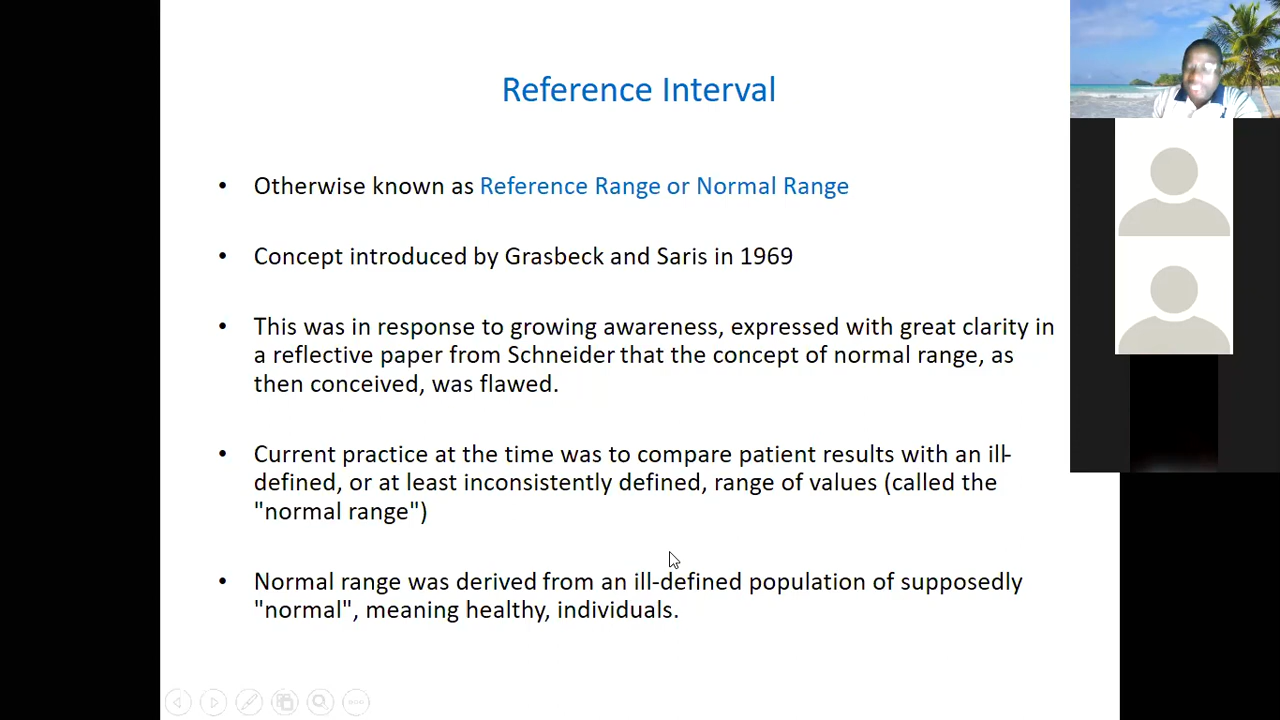 Reference Interval
• Otherwise known as Reference Range or Normal Range
• Concept introduced by Grasbeck and Saris in 1969
• This was in response to growing awareness, expressed with great clarity in
a reflective paper from Schneider that the concept of normal range, as
then conceived, was flawed.
• Current practice at the time was to compare patient results with an ill-
defined, or at least inconsistently defined, range of values (called the
"normal range")
• Normal range was derived from an ill-defined population of supposedly
"normal", meaning healthy, individuals.